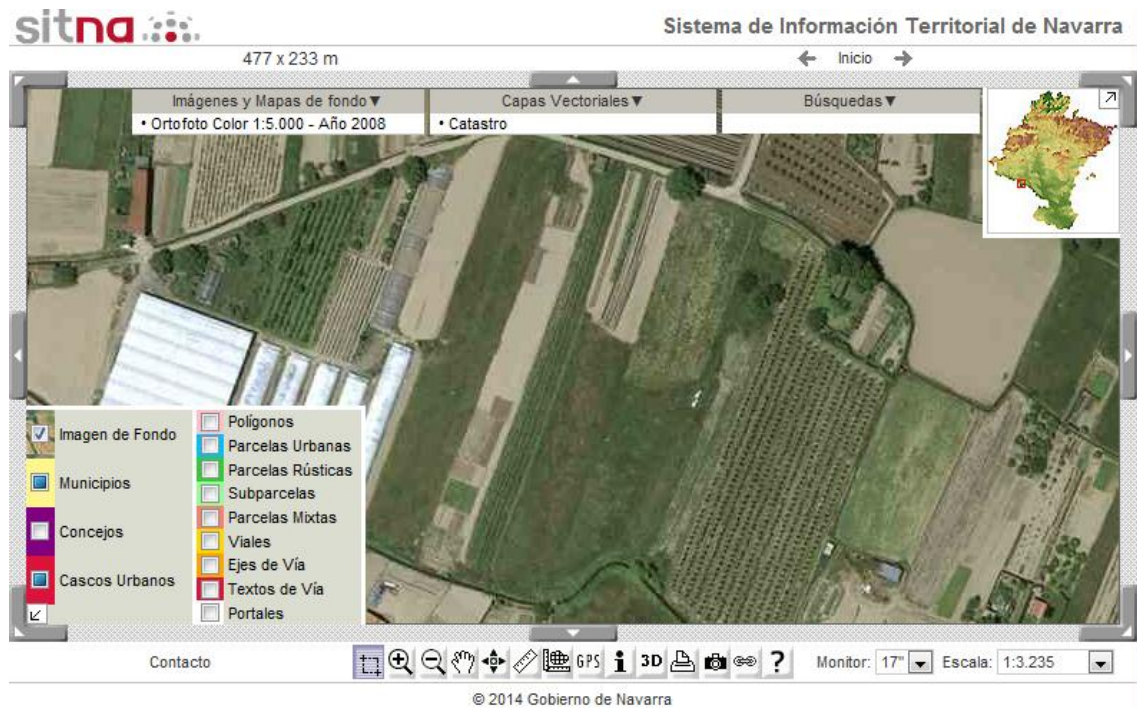 sitna
Sistema de Información Territorial de Navarra
477 x 233 m
Inicio
Imágenes y Mapas de fondo▼
Capas Vectoriales▼
Búsquedas▼
• Ortofoto Color 1:5.000 - Año 2008
• Catastro
Imagen de Fondo
Municipios
Concejos
Cascos Urbanos
Polígonos
Parcelas Urbanas
Parcelas Rústicas
Subparcelas
Parcelas Mixtas
Viales
Ejes de Vía
Textos de Vía
Portales
Contacto
GPS
i
3D
?
Monitor: 17"
Escala: 1:3.235
© 2014 Gobierno de Navarra